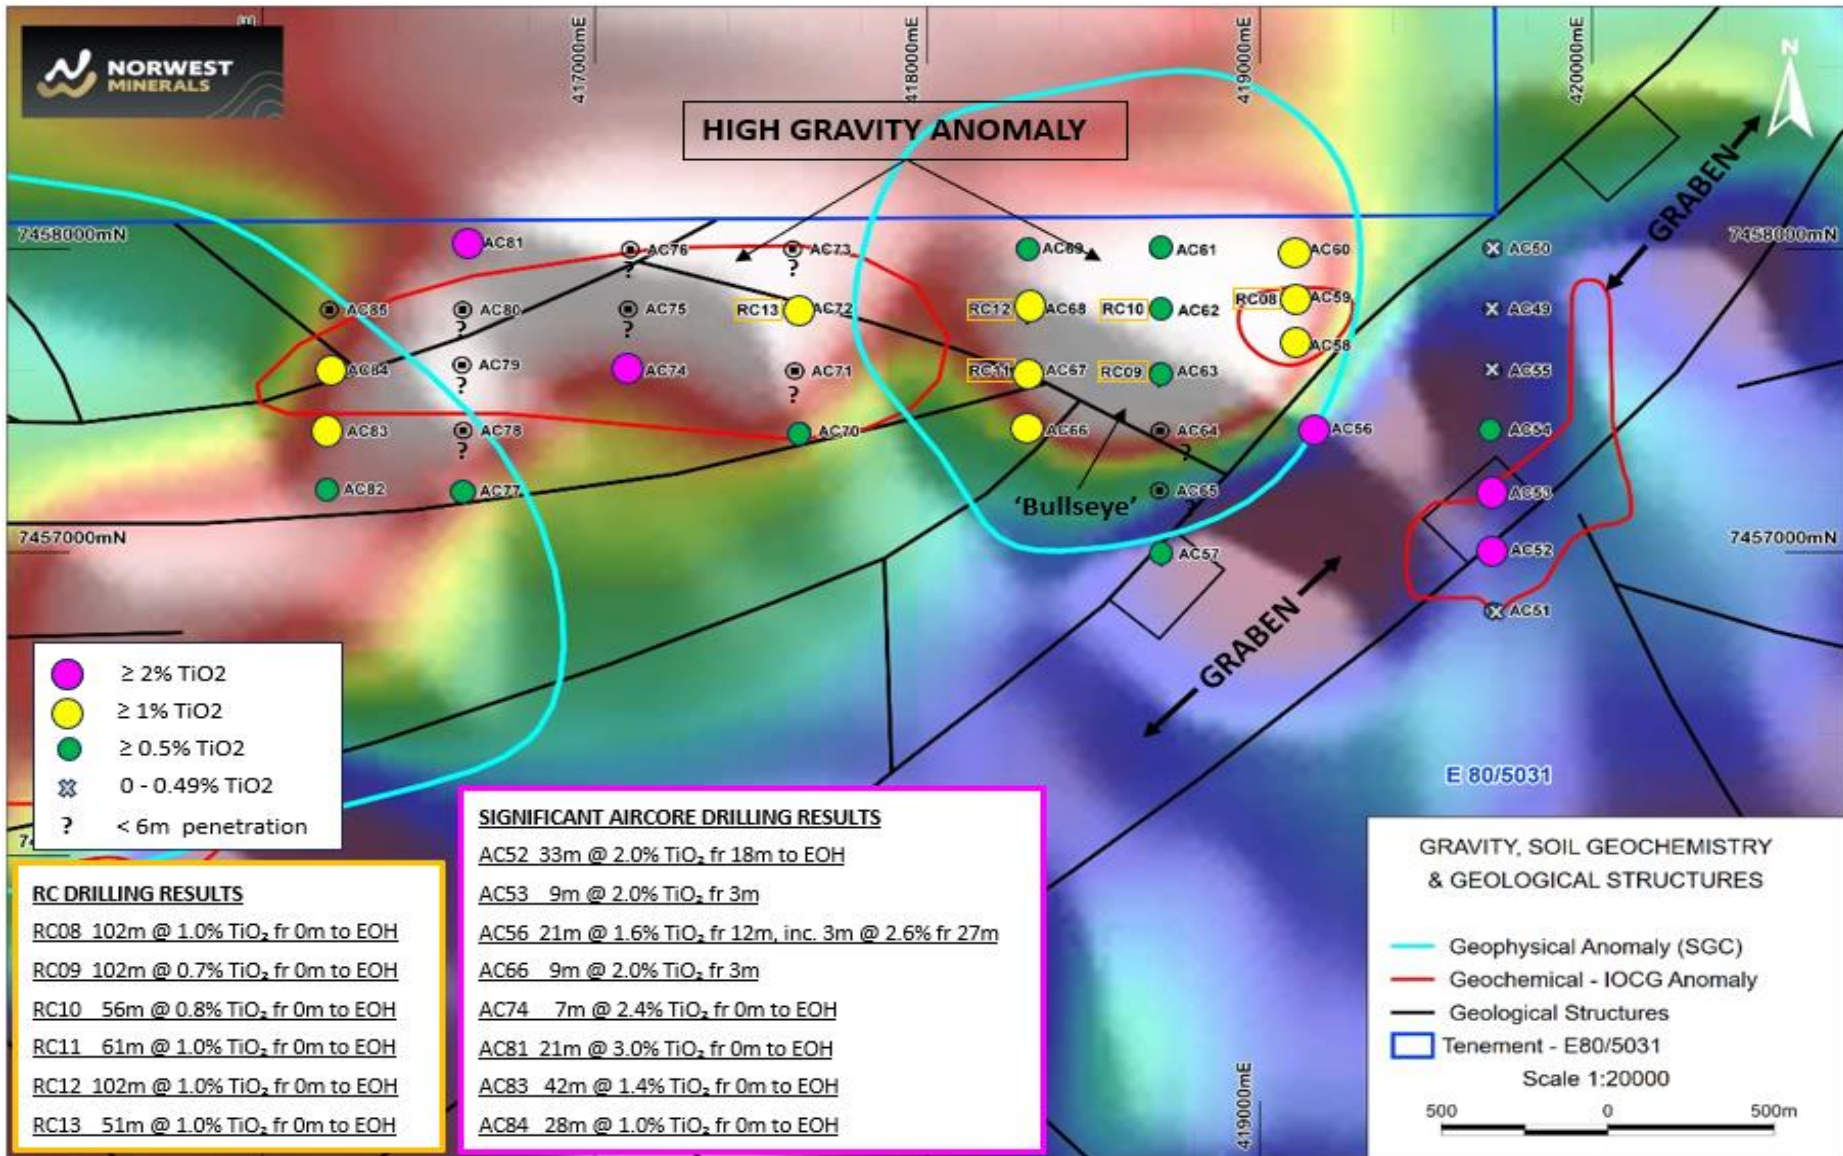 NORWEST
MINERALS
417000mE
418000mE
419000mE
420000mE
N
HIGH GRAVITY ANOMALY
GRABEN
7458000mN
7458000mN
AC81
AC76
?
AC73
?
AC69
AC61
AC60
AC50
AC85
AC80
?
AC75
?
RC13
AC72
RC12
AC68
RC10
AC62
RC08
AC59
AC49
AC58
AC84
AC79
?
AC74
AC71
?
RC11
AC67
RC09
AC63
AC55
AC83
AC78
?
AC70
AC66
AC64
?
AC56
AC54
AC82
AC77
AC65
?
AC53
'Bullseye'
7457000mN
7457000mN
AC57
AC52
AC51
GRABEN
≥ 2% TiO2
≥ 1% TiO2
≥ 0.5% TiO2
0 - 0.49% TiO2
? < 6m penetration
E 80/5031
RC DRILLING RESULTS
RC08 102m @ 1.0% TiO₂ fr 0m to EOH
RC09 102m @ 0.7% TiO₂ fr 0m to EOH
RC10 56m @ 0.8% TiO₂ fr 0m to EOH
RC11 61m @ 1.0% TiO₂ fr 0m to EOH
RC12 102m @ 1.0% TiO₂ fr 0m to EOH
RC13 51m @ 1.0% TiO₂ fr 0m to EOH
SIGNIFICANT AIRCORE DRILLING RESULTS
AC52 33m @ 2.0% TiO₂ fr 18m to EOH
AC53 9m @ 2.0% TiO₂ fr 3m
AC56 21m @ 1.6% TiO₂ fr 12m, inc. 3m @ 2.6% fr 27m
AC66 9m @ 2.0% TiO₂ fr 3m
AC74 7m @ 2.4% TiO₂ fr 0m to EOH
AC81 21m @ 3.0% TiO₂ fr 0m to EOH
AC83 42m @ 1.4% TiO₂ fr 0m to EOH
AC84 28m @ 1.0% TiO₂ fr 0m to EOH
419000mE
GRAVITY, SOIL GEOCHEMISTRY
& GEOLOGICAL STRUCTURES
Geophysical Anomaly (SGC)
Geochemical - IOCG Anomaly
Geological Structures
Tenement - E80/5031
Scale 1:20000
500 0 500m